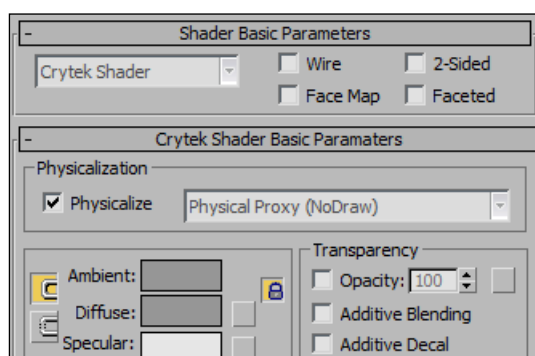 - Shader Basic Parameters
Crytek Shader
Wire
2-Sided
Face Map
Faceted
- Crytek Shader Basic Paramaters
Physicalization
Physicalize
Physical Proxy (NoDraw)
Ambient:
Diffuse:
Specular:
Transparency
Opacity: 100
Additive Blending
Additive Decal